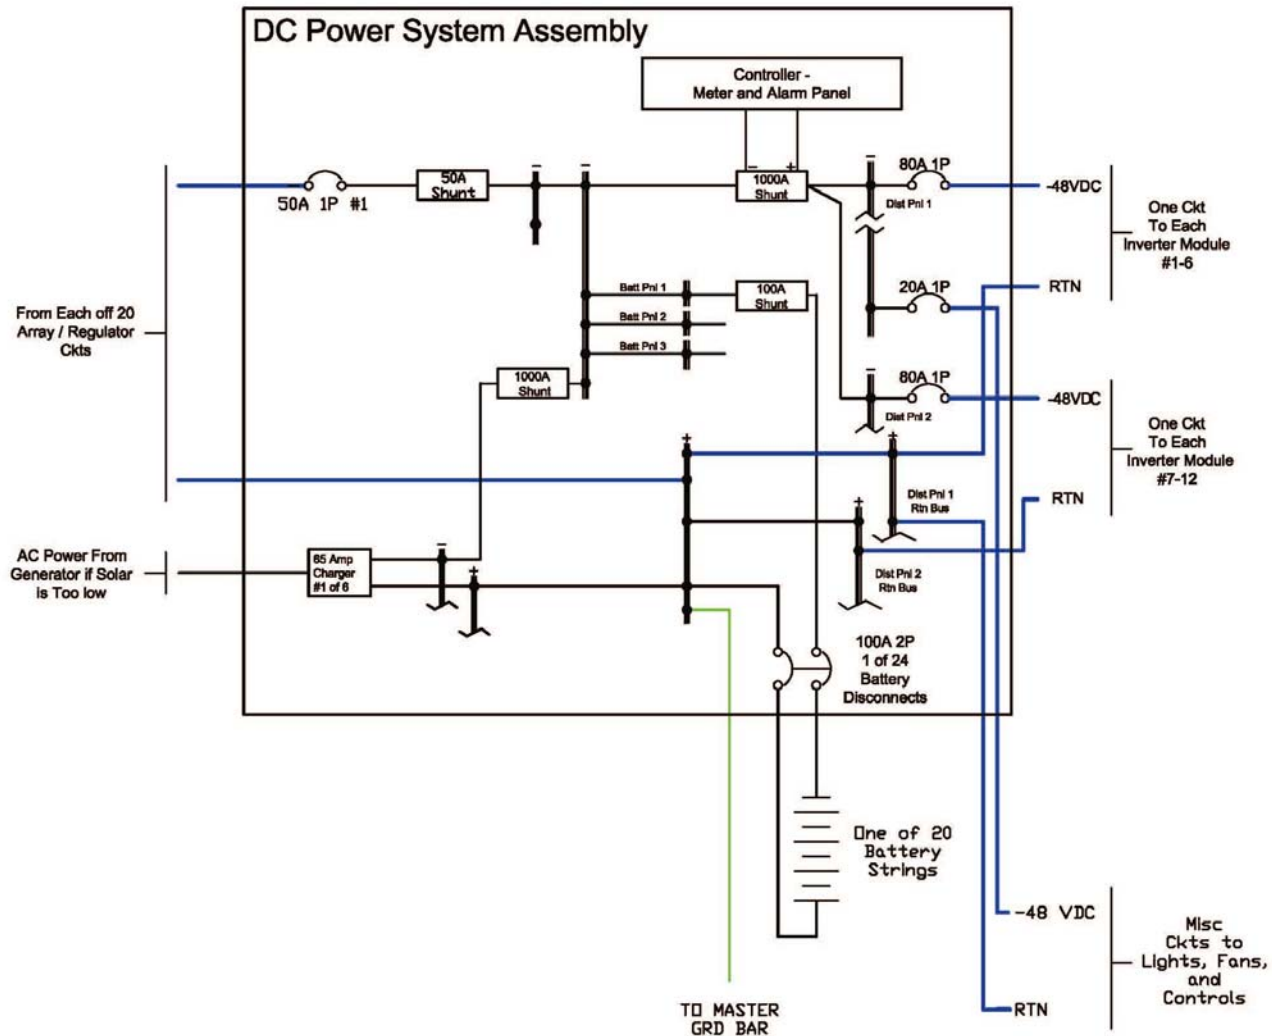 DC Power System Assembly
Controller -
Meter and Alarm Panel
-
+
50A 1P #1
50A
Shunt
-
-
1000A
Shunt
-
80A 1P
Dist Pnl 1
-48VDC
One Ckt
To Each
Inverter Module
#1-6
RTN
From Each off 20
Array / Regulator
Ckts
Batt Pnl 1
Batt Pnl 2
Batt Pnl 3
100A
Shunt
20A 1P
1000A
Shunt
-
80A 1P
Dist Pnl 2
-48VDC
One Ckt
To Each
Inverter Module
#7-12
RTN
+
+
Dist Pnl 1
Rtn Bus
+
Dist Pnl 2
Rtn Bus
AC Power From
Generator if Solar
is Too low
65 Amp
Charger
#1 of 6
-
+
100A 2P
1 of 24
Battery
Disconnects
One of 20
Battery
Strings
-48 VDC
Misc
Ckts to
Lights, Fans,
and
Controls
RTN
TO MASTER
GRD BAR